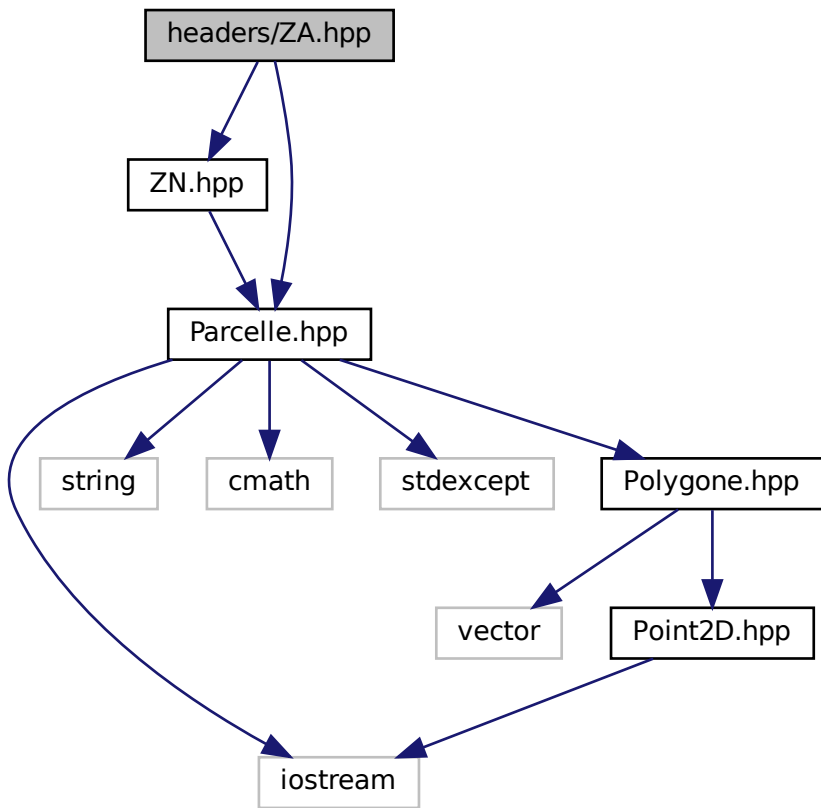 headers/ZA.hpp
ZN.hpp
Parcelle.hpp
string
cmath
stdexcept
Polygone.hpp
vector
Point2D.hpp
iostream